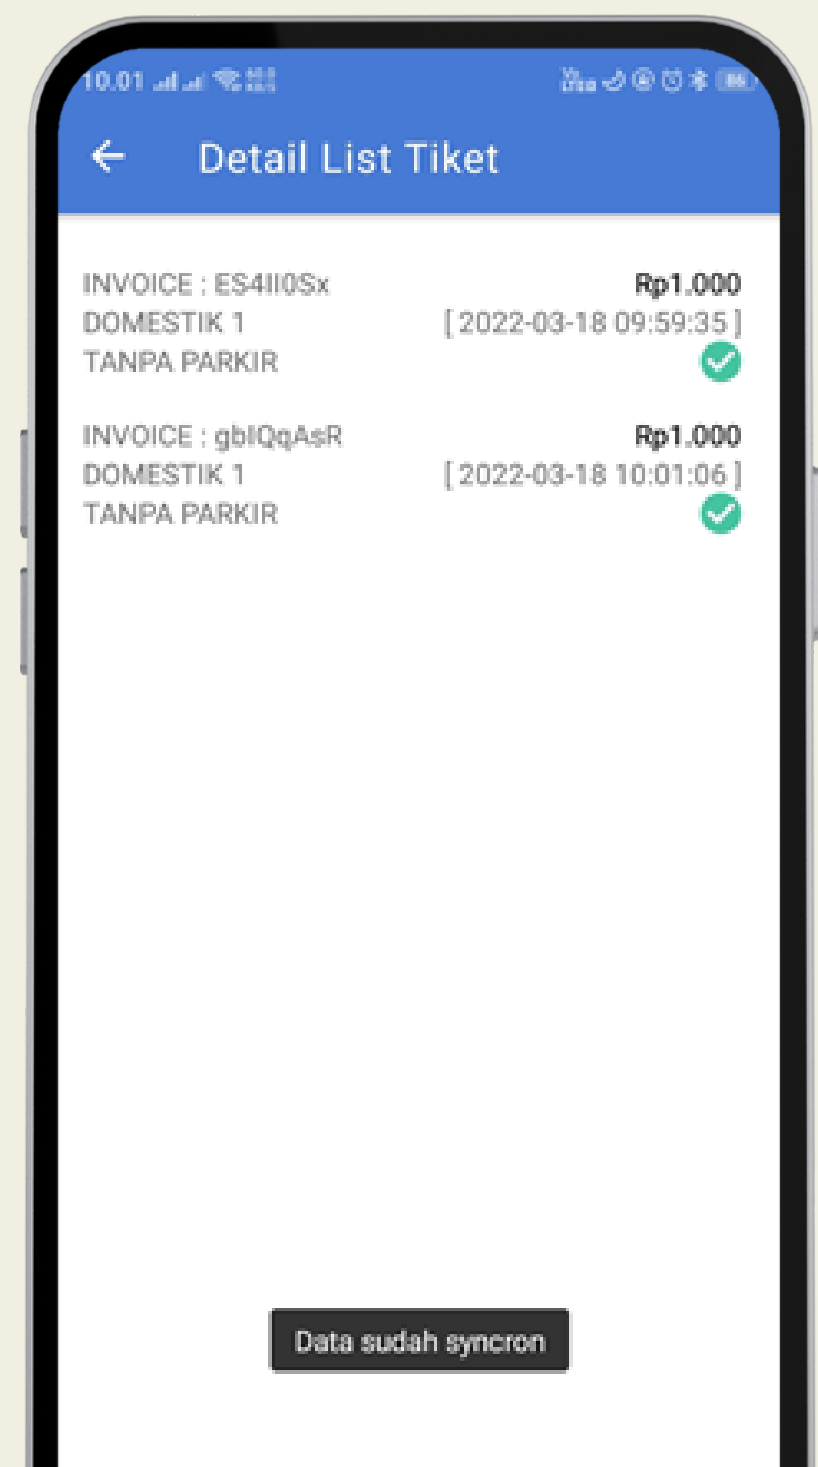 10.01
Detail List Tiket
INVOICE : ES4II0Sx Rp1.000
DOMESTIK 1 [ 2022-03-18 09:59:35 ]
TANPA PARKIR
INVOICE : gbIQqAsR Rp1.000
DOMESTIK 1 [ 2022-03-18 10:01:06 ]
TANPA PARKIR
Data sudah syncron